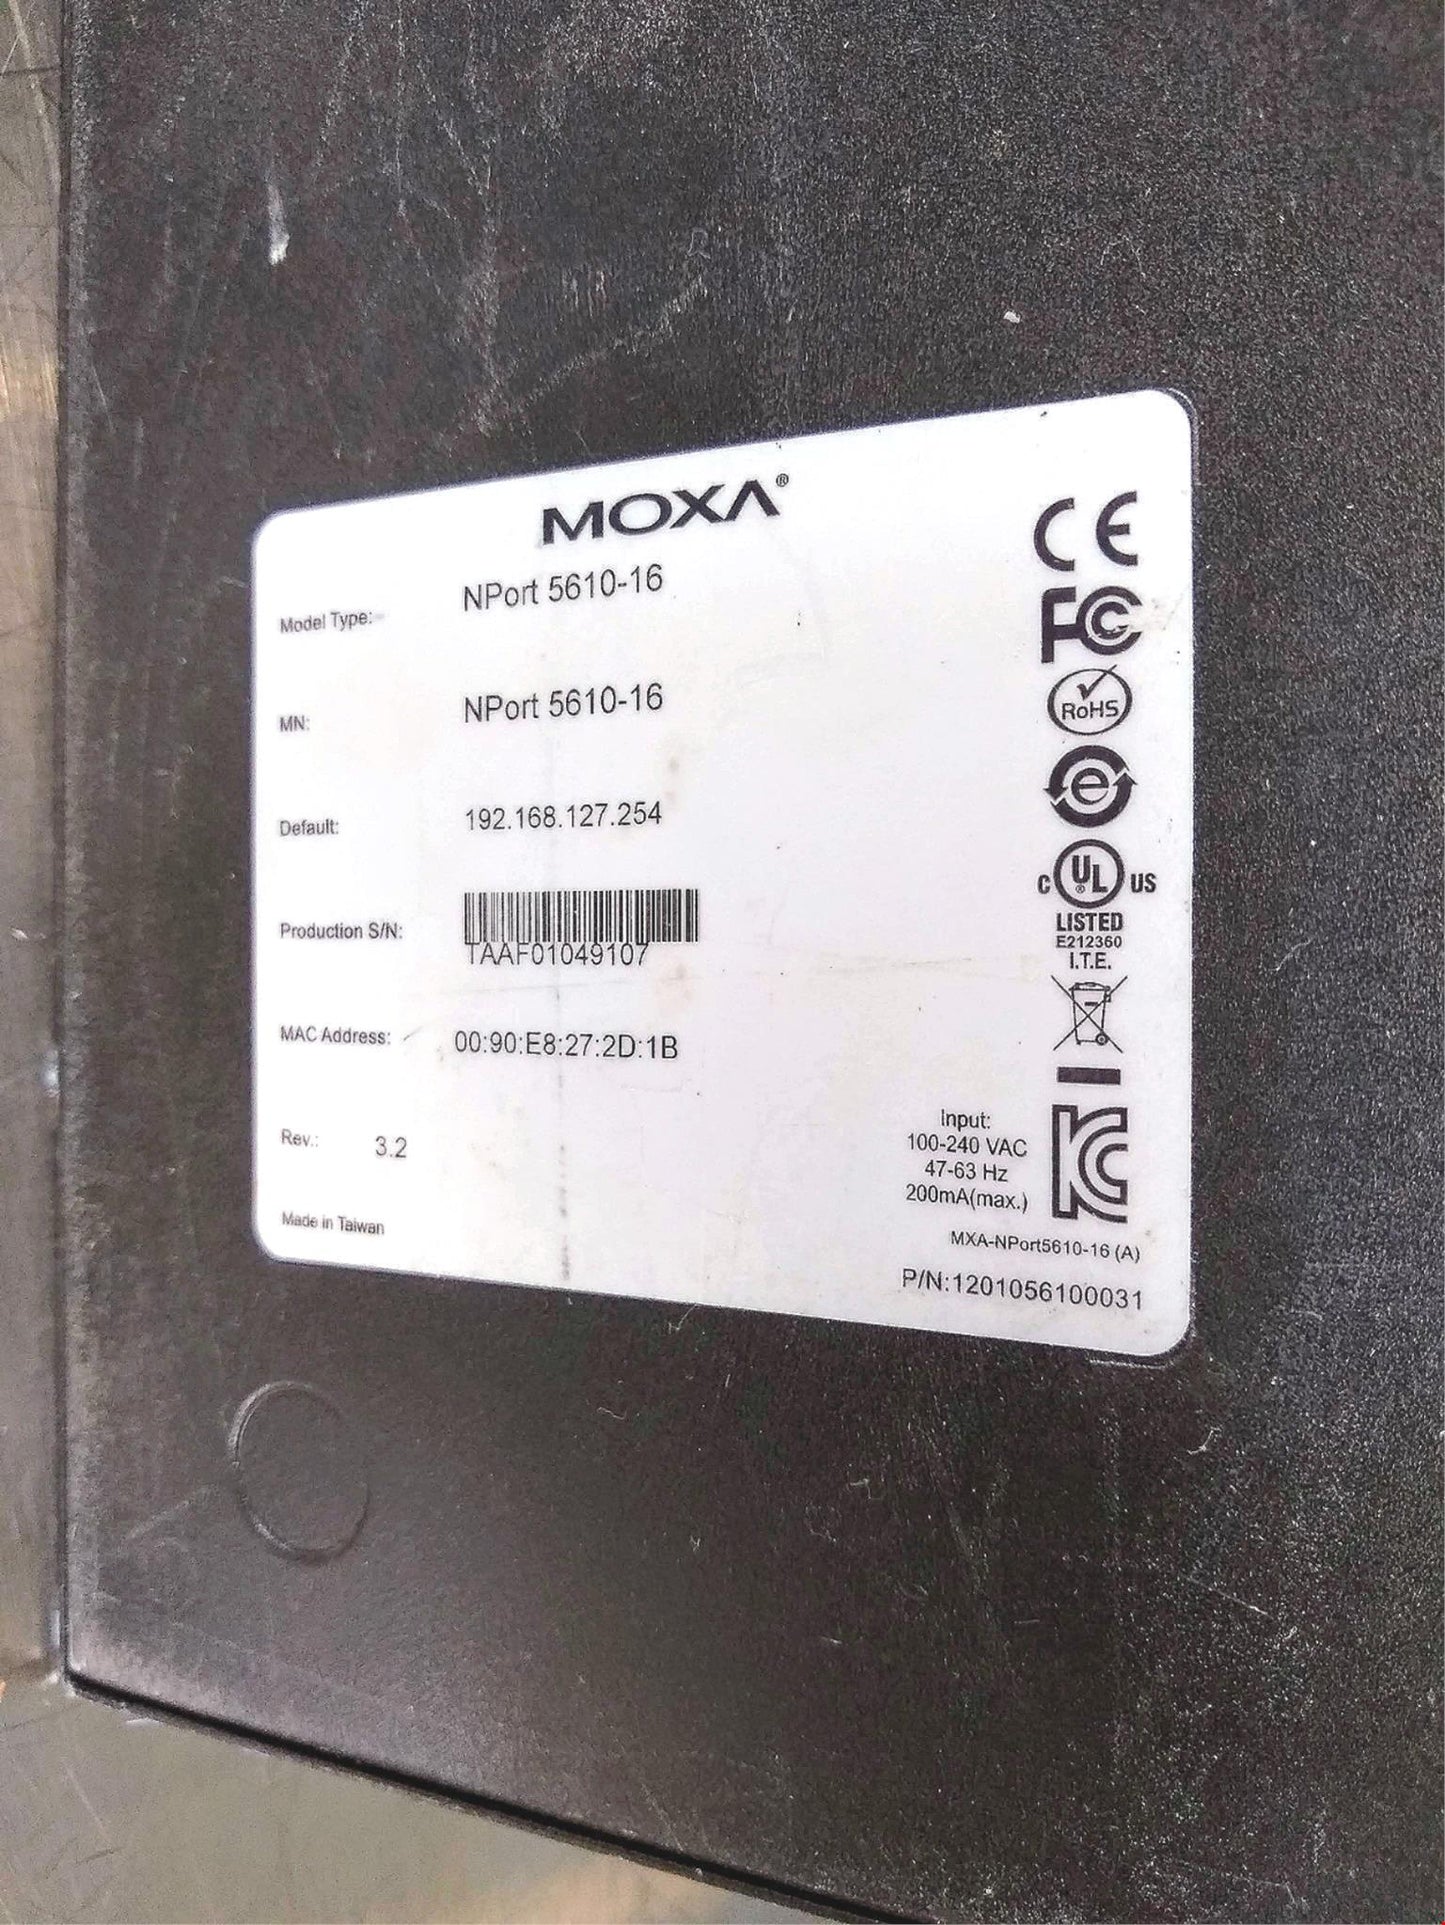 MOXA®
Model Type: NPort 5610-16
MN: NPort 5610-16
Default: 192.168.127.254
Production S/N: TAAF01049107
MAC Address: 00:90:E8:27:2D:1B
Rev.: 3.2
Made in Taiwan
CE
FC
RoHS
e
C UL® US
LISTED
E212360
I.T.E.
KC
Input:
100-240 VAC
47-63 Hz
200mA(max.)
MXA-NPort5610-16 (A)
P/N:1201056100031